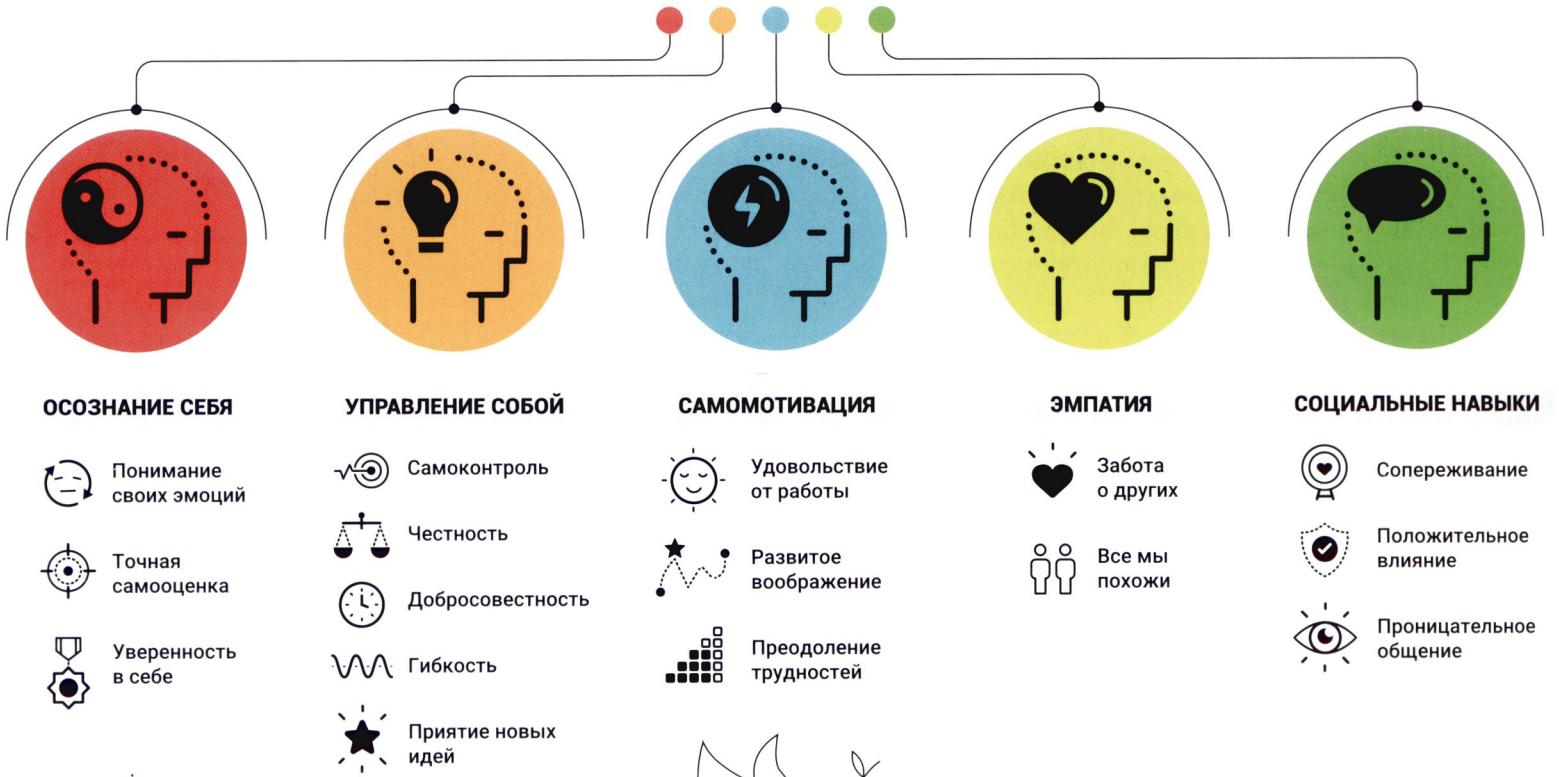 ОСОЗНАНИЕ СЕБЯ
Понимание
своих эмоций
Точная
самооценка
Уверенность
в себе
УПРАВЛЕНИЕ СОБОЙ
Самоконтроль
Честность
Добросовестность
Гибкость
Приятие новых
идей
САМОМОТИВАЦИЯ
Удовольствие
от работы
Развитое
воображение
Преодоление
трудностей
ЭМПАТИЯ
Забота
о других
Все мы
похожи
СОЦИАЛЬНЫЕ НАВЫКИ
Сопереживание
Положительное
влияние
Проницательное
общение